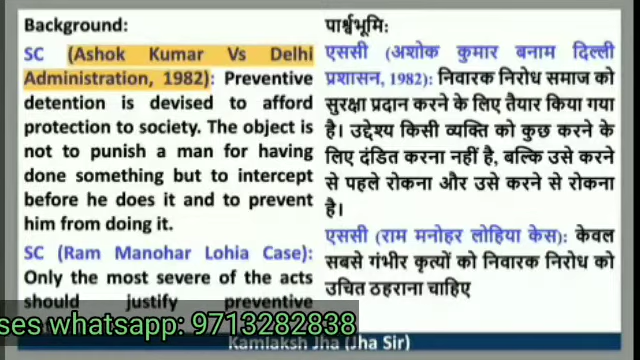 Background:
SC (Ashok Kumar Vs Delhi
Administration, 1982): Preventive
detention is devised to afford
protection to society. The object is
not to punish a man for having
done something but to intercept
before he does it and to prevent
him from doing it.
SC (Ram Manohar Lohia Case):
Only the most severe of the acts
should justify preventive
पार्श्वभूमि:
एससी (अशोक कुमार बनाम दिल्ली
प्रशासन, 1982): निवारक निरोध समाज को
सुरक्षा प्रदान करने के लिए तैयार किया गया
है। उद्देश्य किसी व्यक्ति को कुछ करने के
लिए दंडित करना नहीं है, बल्कि उसे करने
से पहले रोकना और उसे करने से रोकना
है।
एससी (राम मनोहर लोहिया केस): केवल
सबसे गंभीर कृत्यों को निवारक निरोध को
उचित ठहराना चाहिए
ses whatsapp: 9713282838
Kamlaksh Jha (Jha Sir)